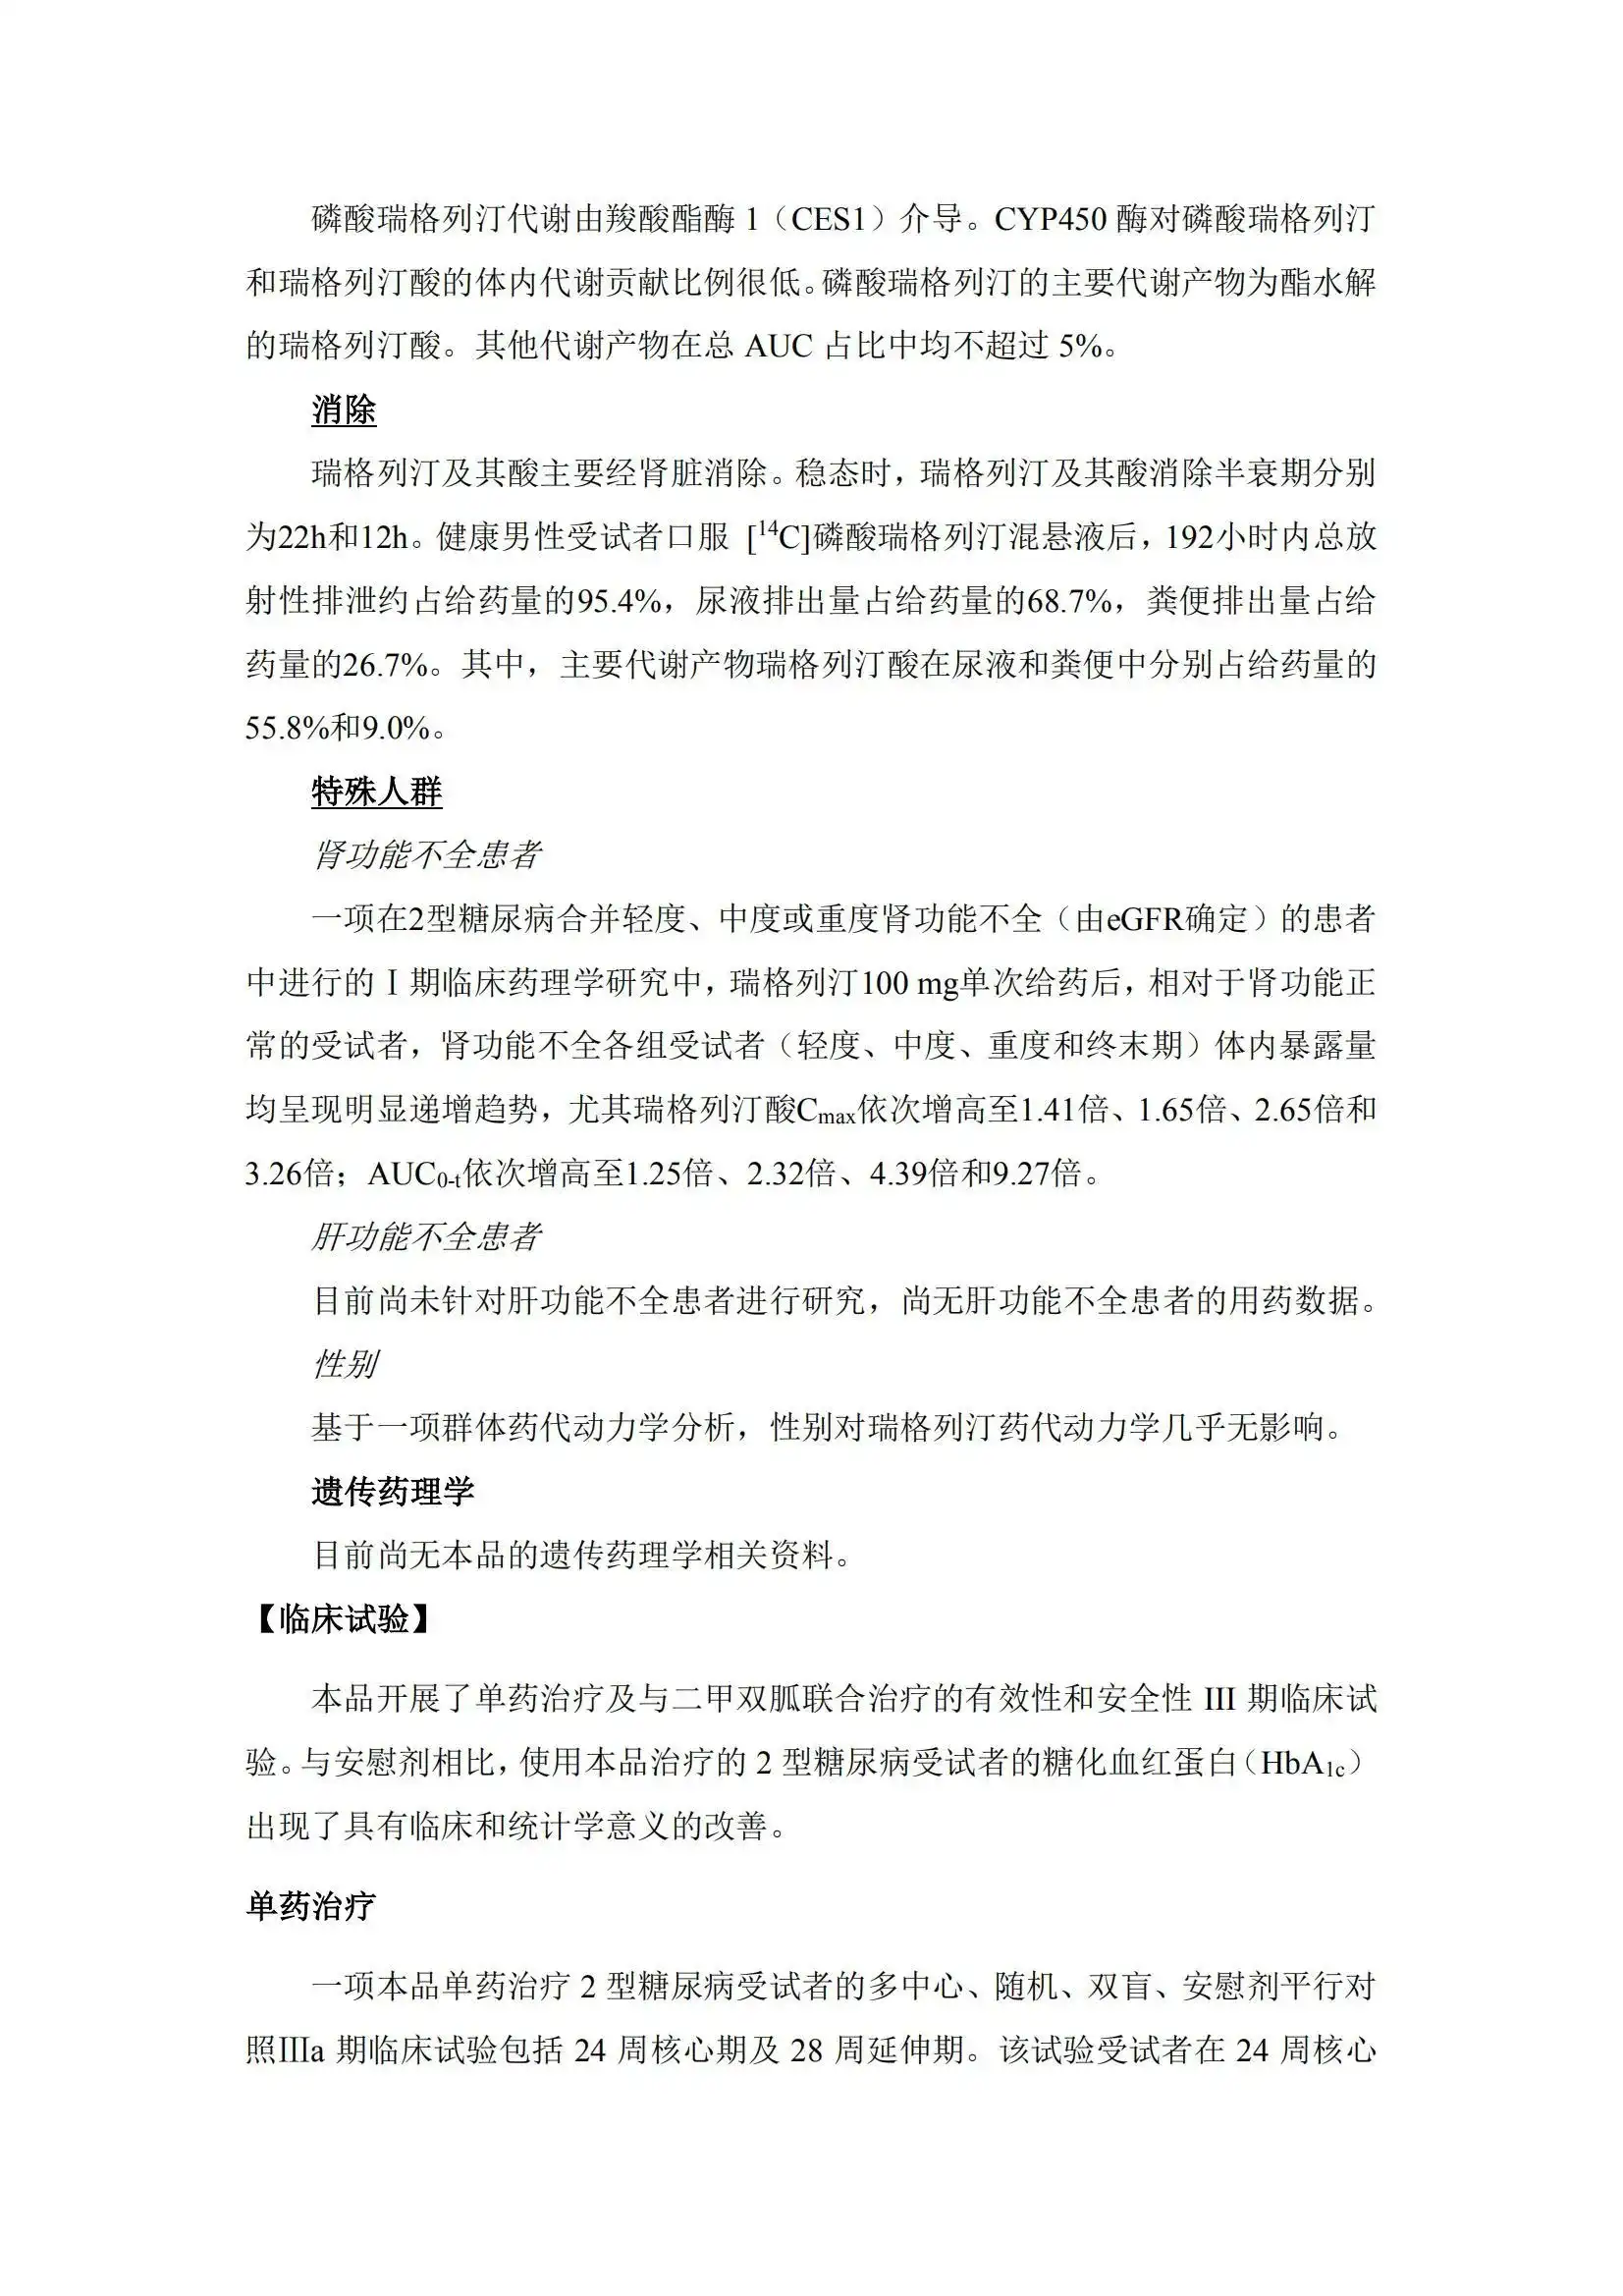 磷酸瑞格列汀代谢由羧酸酯酶 1（CES1）介导。CYP450 酶对磷酸瑞格列汀
和瑞格列汀酸的体内代谢贡献比例很低。磷酸瑞格列汀的主要代谢产物为酯水解
的瑞格列汀酸。其他代谢产物在总 AUC 占比中均不超过 5%。
消除
瑞格列汀及其酸主要经肾脏消除。稳态时，瑞格列汀及其酸消除半衰期分别
为22h和12h。健康男性受试者口服 [¹⁴C]磷酸瑞格列汀混悬液后，192小时内总放
射性排泄约占给药量的95.4%，尿液排出量占给药量的68.7%，粪便排出量占给
药量的26.7%。其中，主要代谢产物瑞格列汀酸在尿液和粪便中分别占给药量的
55.8%和9.0%。
特殊人群
肾功能不全患者
一项在2型糖尿病合并轻度、中度或重度肾功能不全（由eGFR确定）的患者
中进行的Ⅰ期临床药理学研究中，瑞格列汀100 mg单次给药后，相对于肾功能正
常的受试者，肾功能不全各组受试者（轻度、中度、重度和终末期）体内暴露量
均呈现明显递增趋势，尤其瑞格列汀酸Cmax依次增高至1.41倍、1.65倍、2.65倍和
3.26倍；AUC0-t依次增高至1.25倍、2.32倍、4.39倍和9.27倍。
肝功能不全患者
目前尚未针对肝功能不全患者进行研究，尚无肝功能不全患者的用药数据。
性别
基于一项群体药代动力学分析，性别对瑞格列汀药代动力学几乎无影响。
遗传药理学
目前尚无本品的遗传药理学相关资料。
【临床试验】
本品开展了单药治疗及与二甲双胍联合治疗的有效性和安全性 III 期临床试
验。与安慰剂相比，使用本品治疗的 2 型糖尿病受试者的糖化血红蛋白（HbA1c）
出现了具有临床和统计学意义的改善。
单药治疗
一项本品单药治疗 2 型糖尿病受试者的多中心、随机、双盲、安慰剂平行对
照Ⅲa 期临床试验包括 24 周核心期及 28 周延伸期。该试验受试者在 24 周核心